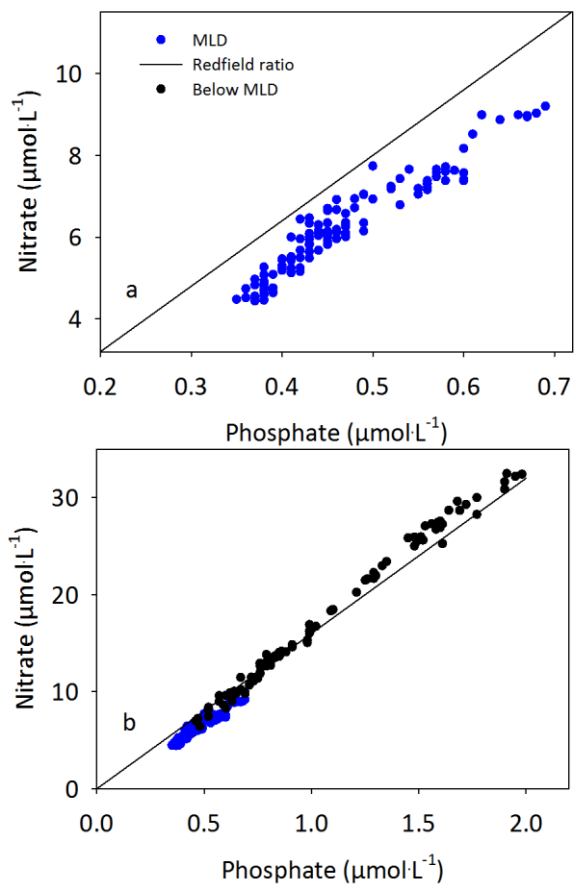 MLD
Redfield ratio
Below MLD
10
8
6
4
Nitrate (µmol·L⁻¹)
a
0.2 0.3 0.4 0.5 0.6 0.7
Phosphate (µmol·L⁻¹)
30
20
10
0
Nitrate (µmol·L⁻¹)
b
0.0 0.5 1.0 1.5 2.0
Phosphate (µmol·L⁻¹)